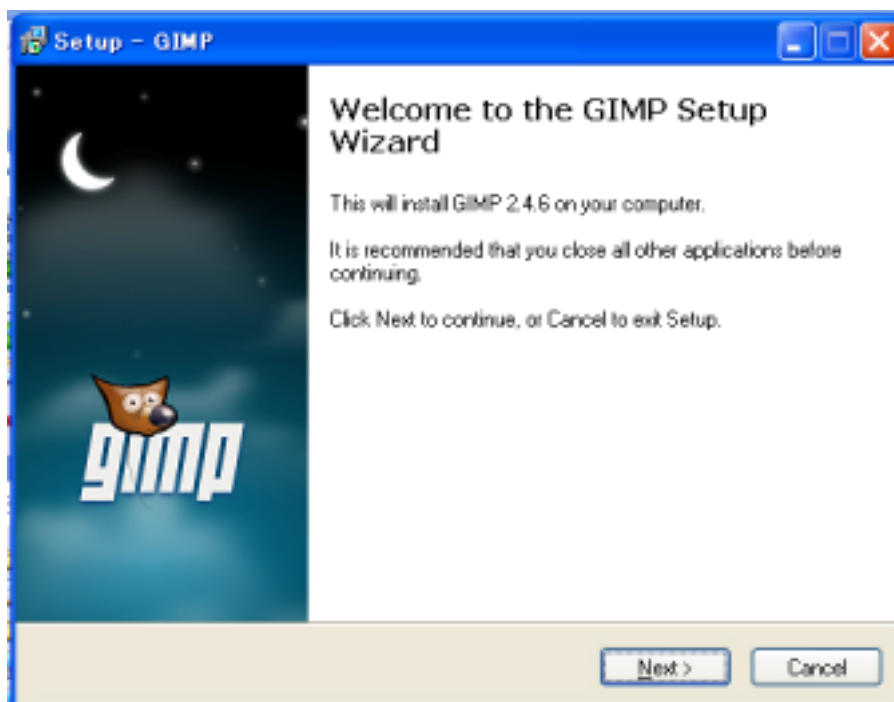 Setup - GIMP
Welcome to the GIMP Setup
Wizard
This will install GIMP 2.4.6 on your computer.
It is recommended that you close all other applications before
continuing.
Click Next to continue, or Cancel to exit Setup.
gimp
Next >
Cancel